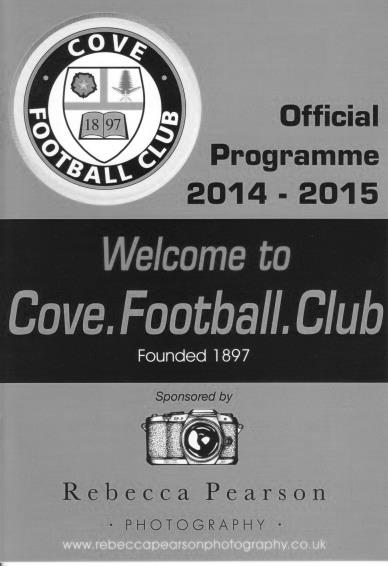 COVE
FOOTBALL CLUB
18 97
Official
Programme
2014 - 2015
Welcome to
Cove.Football.Club
Founded 1897
Sponsored by
Rebecca Pearson
· PHOTOGRAPHY ·
www.rebeccapearsonphotography.co.uk